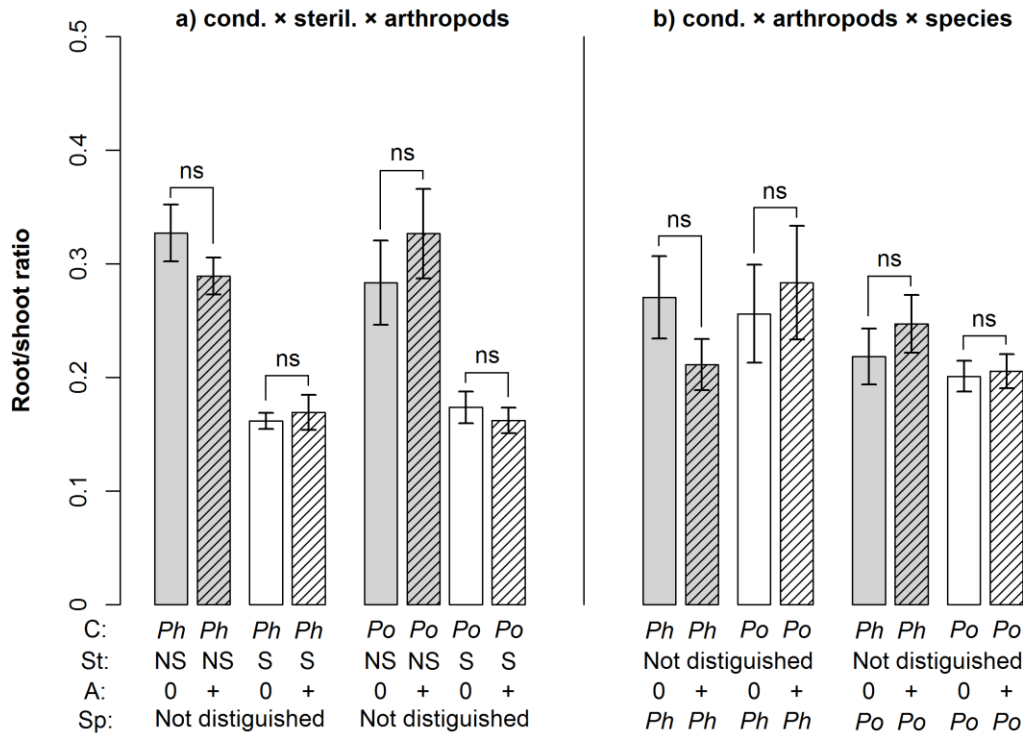 a) cond. × steril. × arthropods
b) cond. × arthropods × species
Root/shoot ratio
0.5
0.4
0.3
0.2
0.1
0
ns
ns
ns
ns
ns
ns
ns
ns
C: Ph Ph Ph Ph Po Po Po Po Ph Ph Po Po Ph Ph Po Po
St: NS NS S S NS NS S S Not distiguished Not distiguished
A: 0 + 0 + 0 + 0 + 0 + 0 + 0 + 0 +
Sp: Not distiguished Not distiguished Ph Ph Ph Ph Po Po Po Po